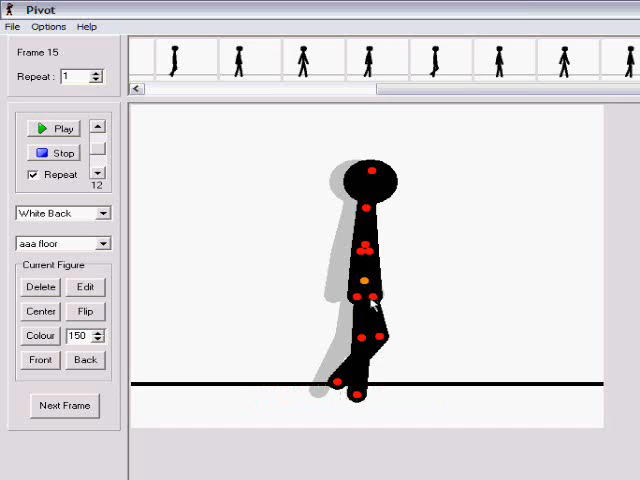 Pivot
File Options Help
Frame 15
Repeat : 1
Play
Stop
Repeat
12
White Back
aaa floor
Current Figure
Delete Edit
Center Flip
Colour 150
Front Back
Next Frame